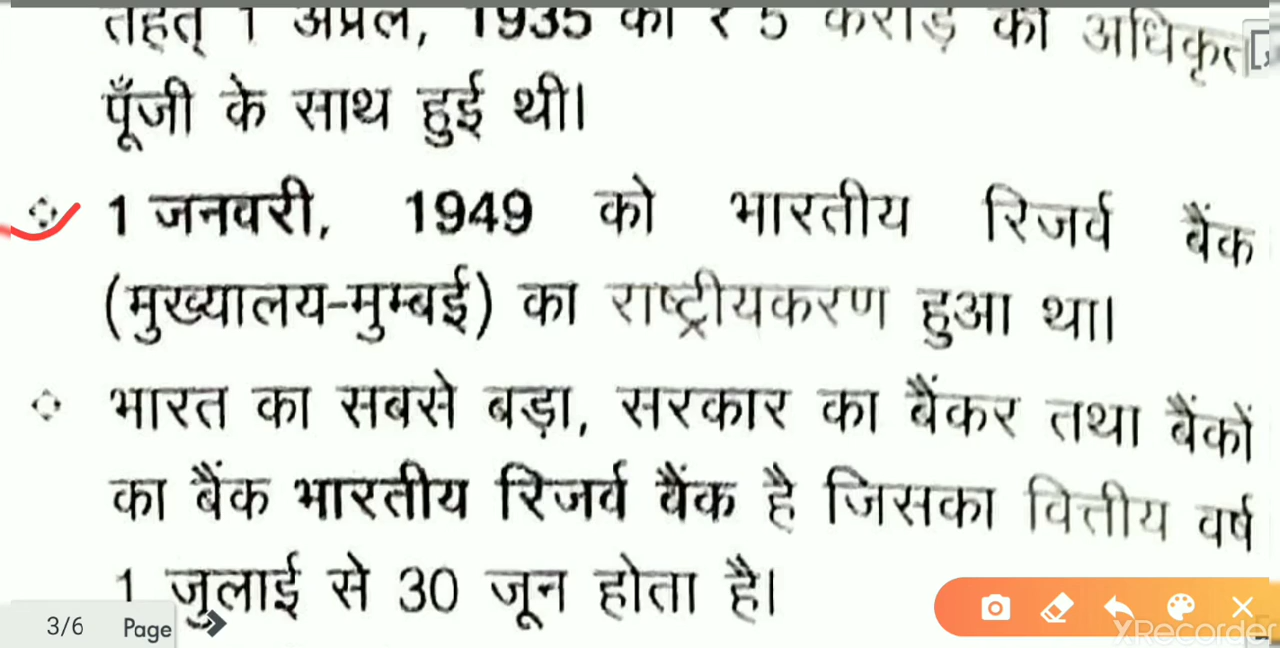 तहत् 1 अप्रैल, 1935 को ₹ 5 करोड़ की अधिकृत
पूँजी के साथ हुई थी।
1 जनवरी, 1949 को भारतीय रिजर्व बैंक
(मुख्यालय-मुम्बई) का राष्ट्रीयकरण हुआ था।
भारत का सबसे बड़ा, सरकार का बैंकर तथा बैंकों
का बैंक भारतीय रिजर्व बैंक है जिसका वित्तीय वर्ष
1 जुलाई से 30 जून होता है।
3/6 Page
XRecorder